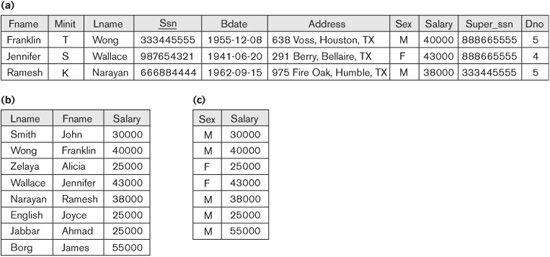 (a)
Fname Minit Lname Ssn Bdate Address Sex Salary Super_ssn Dno
Franklin T Wong 333445555 1955-12-08 638 Voss, Houston, TX M 40000 888665555 5
Jennifer S Wallace 987654321 1941-06-20 291 Berry, Bellaire, TX F 43000 888665555 4
Ramesh K Narayan 666884444 1962-09-15 975 Fire Oak, Humble, TX M 38000 333445555 5
(b)
Lname Fname Salary
Smith John 30000
Wong Franklin 40000
Zelaya Alicia 25000
Wallace Jennifer 43000
Narayan Ramesh 38000
English Joyce 25000
Jabbar Ahmad 25000
Borg James 55000
(c)
Sex Salary
M 30000
M 40000
F 25000
F 43000
M 38000
M 25000
M 55000